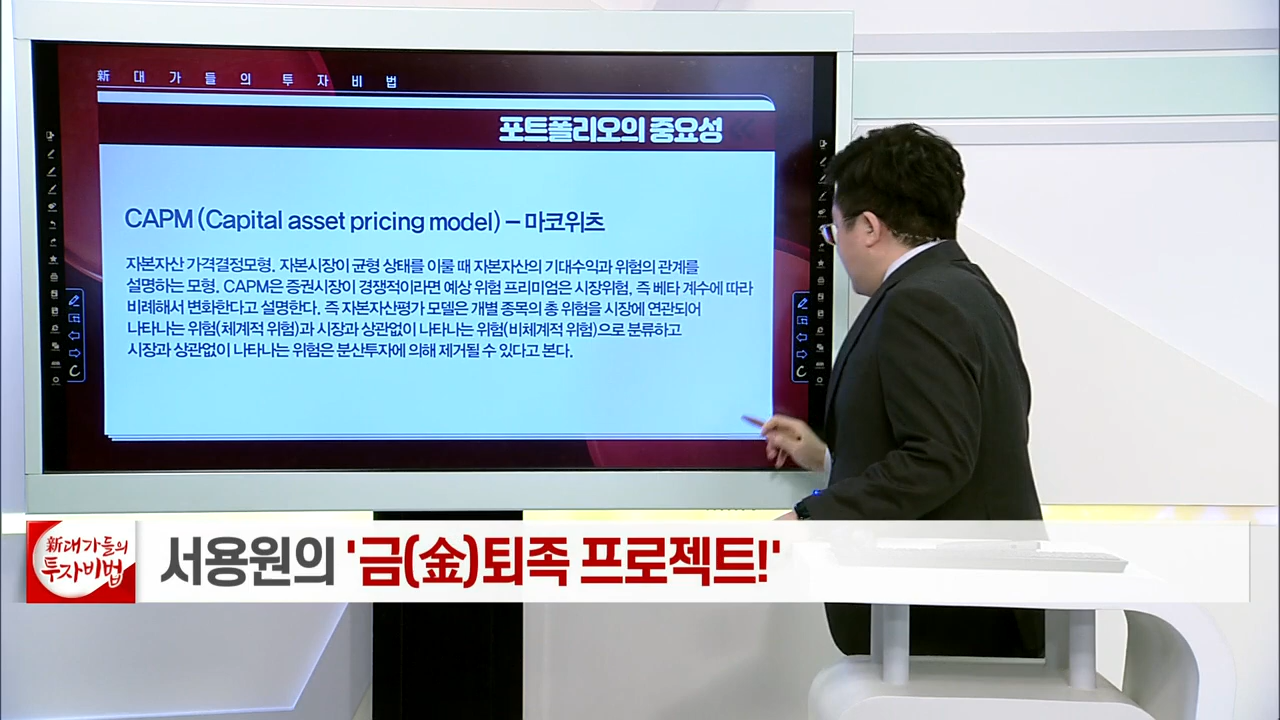 新 대 가 들 의 투 자 비 법
포트폴리오의 중요성
CAPM (Capital asset pricing model) – 마코위츠
자본자산 가격결정모형. 자본시장이 균형 상태를 이룰 때 자본자산의 기대수익과 위험의 관계를
설명하는 모형. CAPM은 증권시장이 경쟁적이라면 예상 위험 프리미엄은 시장위험, 즉 베타 계수에 따라
비례해서 변화한다고 설명한다. 즉 자본자산평가 모델은 개별 종목의 총 위험을 시장에 연관되어
나타나는 위험(체계적 위험)과 시장과 상관없이 나타나는 위험(비체계적 위험)으로 분류하고
시장과 상관없이 나타나는 위험은 분산투자에 의해 제거될 수 있다고 본다.
新대가들의
투자비법
서용원의 '금(金)퇴족 프로젝트!'